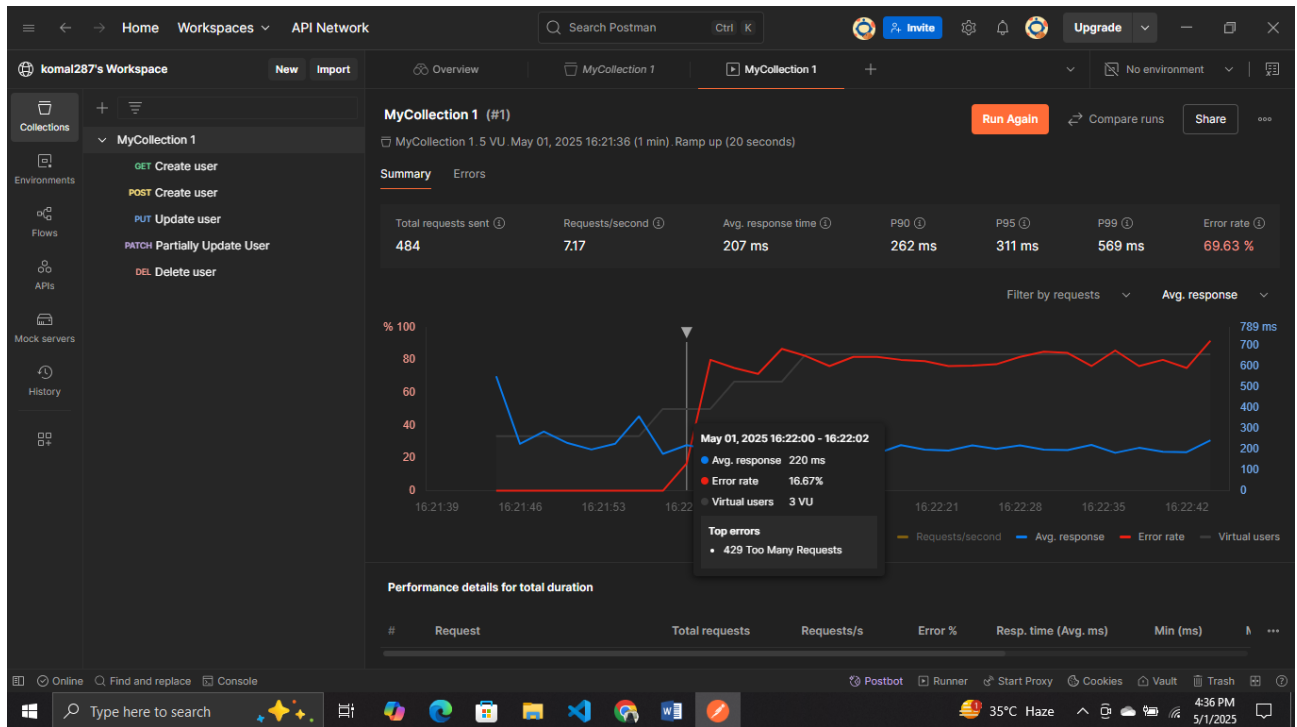 Home Workspaces API Network Search Postman Ctrl K Invite Upgrade
komal287's Workspace New Import Overview MyCollection 1 MyCollection 1 No environment
Collections
Environments
Flows
APIs
Mock servers
History
MyCollection 1
GET Create user
POST Create user
PUT Update user
PATCH Partially Update User
DEL Delete user
MyCollection 1 (#1) Run Again Compare runs Share
MyCollection 1 . 5 VU . May 01, 2025 16:21:36 (1 min) . Ramp up (20 seconds)
Summary Errors
Total requests sent Requests/second Avg. response time P90 P95 P99 Error rate
484 7.17 207 ms 262 ms 311 ms 569 ms 69.63 %
Filter by requests Avg. response
% 100
80
60
40
20
0
789 ms
700
600
500
400
300
200
100
0
16:21:39 16:21:46 16:21:53 16:22 16:22:21 16:22:28 16:22:35 16:22:42
May 01, 2025 16:22:00 - 16:22:02
Avg. response 220 ms
Error rate 16.67%
Virtual users 3 VU
Top errors
• 429 Too Many Requests
Requests/second Avg. response Error rate Virtual users
Performance details for total duration
# Request Total requests Requests/s Error % Resp. time (Avg. ms) Min (ms)
Online Find and replace Console Postbot Runner Start Proxy Cookies Vault Trash
Type here to search 35°C Haze 4:36 PM
5/1/2025